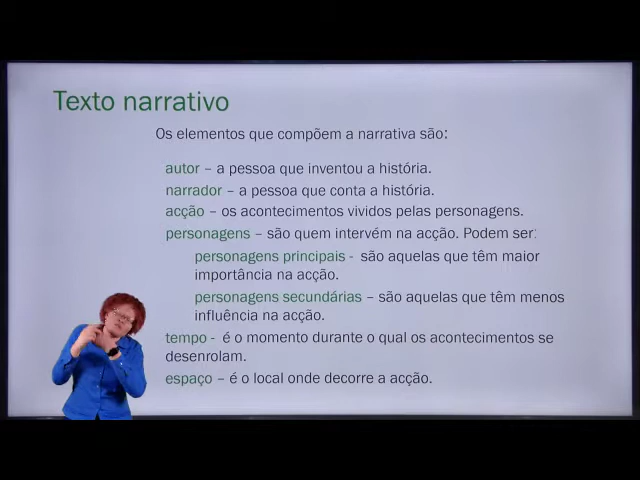 Texto narrativo
Os elementos que compõem a narrativa são:
autor – a pessoa que inventou a história.
narrador – a pessoa que conta a história.
acção – os acontecimentos vividos pelas personagens.
personagens – são quem intervém na acção. Podem ser:
personagens principais - são aquelas que têm maior
importância na acção.
personagens secundárias – são aquelas que têm menos
influência na acção.
tempo - é o momento durante o qual os acontecimentos se
desenrolam.
espaço – é o local onde decorre a acção.